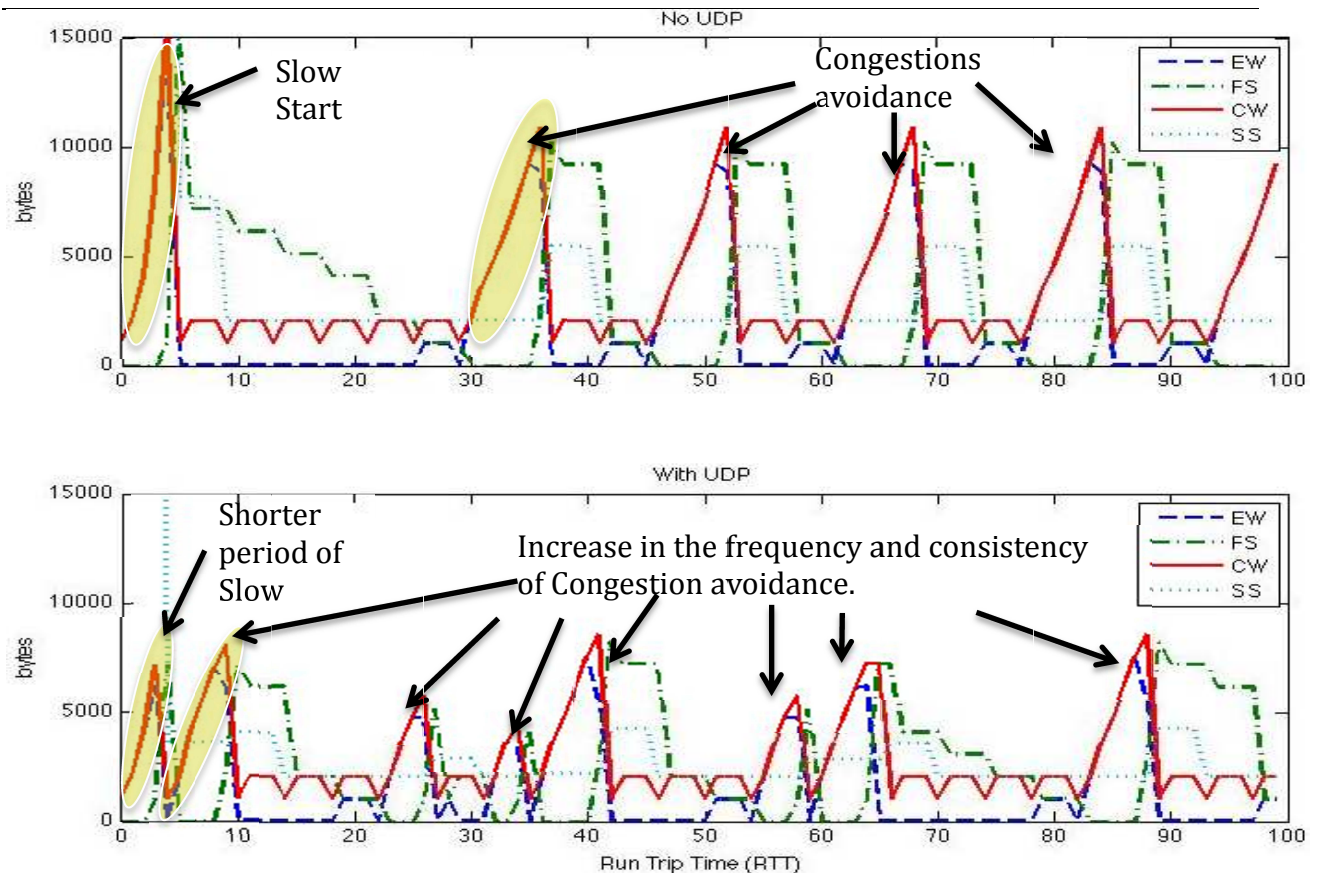 No UDP
15000
10000
5000
0
bytes
Slow
Start
Congestions
avoidance
EW
FS
CW
SS
0 10 20 30 40 50 60 70 80 90 100
With UDP
15000
10000
5000
0
bytes
Shorter
period of
Slow
Increase in the frequency and consistency
of Congestion avoidance.
EW
FS
CW
SS
0 10 20 30 40 50 60 70 80 90 100
Run Trip Time (RTT)